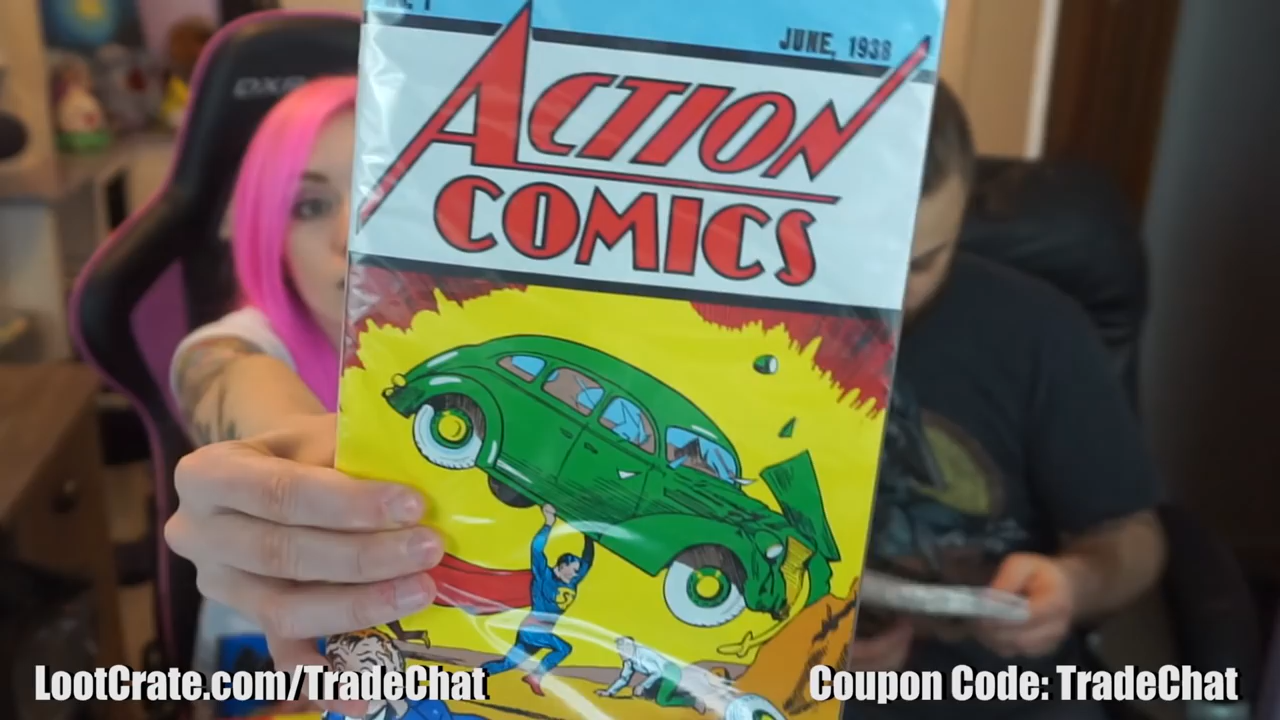 JUNE, 1938
ACTION
COMICS
LootCrate.com/TradeChat
Coupon Code: TradeChat